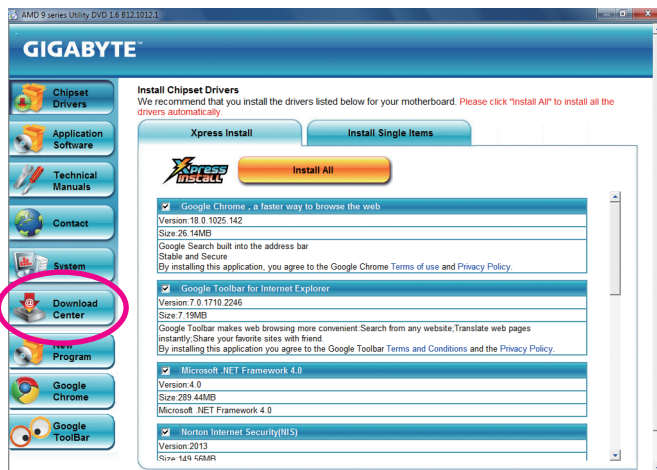 AMD 9 series Utility DVD 1.6 B12.1012.1
GIGABYTE™
Chipset
Drivers
Application
Software
Technical
Manuals
Contact
System
Download
Center
New
Program
Google
Chrome
Google
ToolBar
Install Chipset Drivers
We recommend that you install the drivers listed below for your motherboard. Please click "Install All" to install all the
drivers automatically.
Xpress Install
Install Single Items
Xpress
Install
Install All
Google Chrome , a faster way to browse the web
Version:18.0.1025.142
Size:26.14MB
Google Search built into the address bar
Stable and Secure
By installing this application, you agree to the Google Chrome Terms of use and Privacy Policy.
Google Toolbar for Internet Explorer
Version:7.0.1710.2246
Size:7.19MB
Google Toolbar makes web browsing more convenient:Search from any website;Translate web pages
instantly;Share your favorite sites with friend.
By installing this application you agree to the Google Toolbar Terms and Conditions and the Privacy Policy.
Microsoft .NET Framework 4.0
Version:4.0
Size:289.44MB
Microsoft .NET Framework 4.0
Norton Internet Security(NIS)
Version:2013
Size:149.56MB